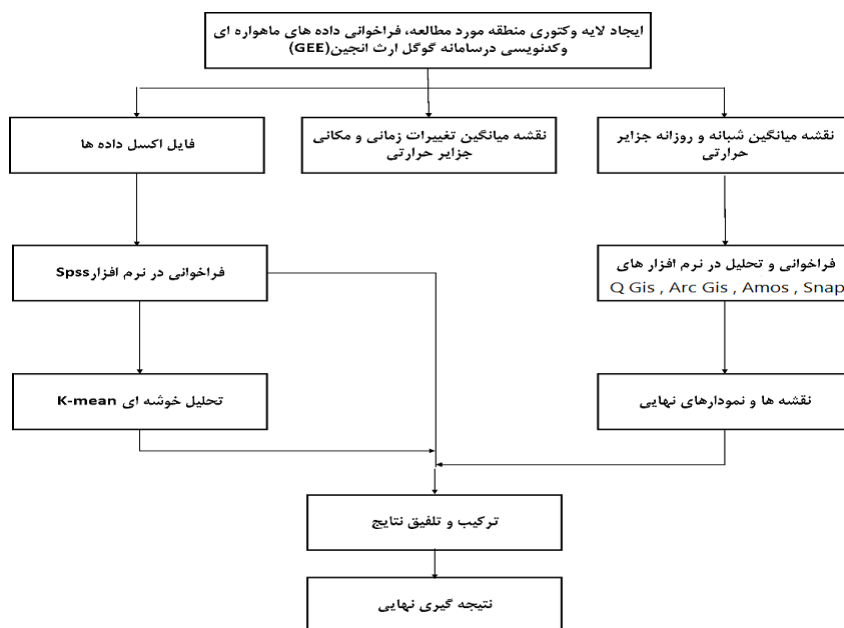 ایجاد لایه وکتوری منطقه مورد مطالعه، فراخوانی داده های ماهواره ای
وکدنویسی درسامانه گوگل ارث انجین(GEE)
نقشه میانگین شبانه و روزانه جزایر
حرارتی
نقشه میانگین تغییرات زمانی و مکانی
جزایر حرارتی
فایل اکسل داده ها
فراخوانی و تحلیل در نرم افزار های
Q Gis , Arc Gis , Amos , Snap
فراخوانی در نرم افزارSpss
نقشه ها و نمودارهای نهایی
تحلیل خوشه ای K-mean
ترکیب و تلفیق نتایج
نتیجه گیری نهایی